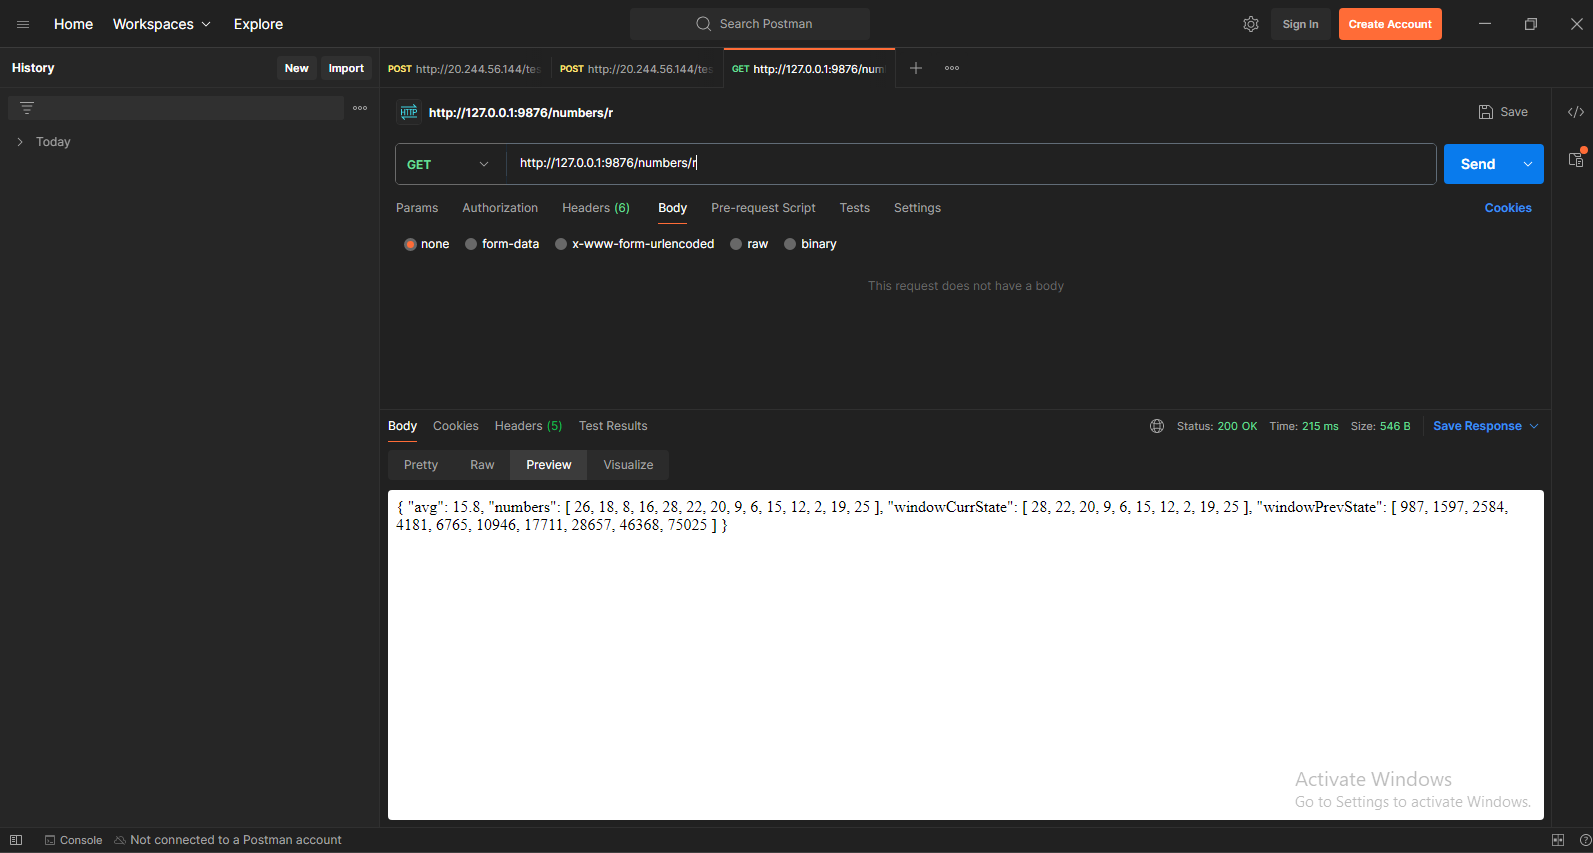 Home Workspaces Explore Search Postman Sign In Create Account
History New Import POST http://20.244.56.144/tes POST http://20.244.56.144/tes GET http://127.0.0.1:9876/num
HTTP http://127.0.0.1:9876/numbers/r Save
Today
GET http://127.0.0.1:9876/numbers/r Send
Params Authorization Headers (6) Body Pre-request Script Tests Settings Cookies
none form-data x-www-form-urlencoded raw binary
This request does not have a body
Body Cookies Headers (5) Test Results Status: 200 OK Time: 215 ms Size: 546 B Save Response
Pretty Raw Preview Visualize
{ "avg": 15.8, "numbers": [ 26, 18, 8, 16, 28, 22, 20, 9, 6, 15, 12, 2, 19, 25 ], "windowCurrState": [ 28, 22, 20, 9, 6, 15, 12, 2, 19, 25 ], "windowPrevState": [ 987, 1597, 2584,
4181, 6765, 10946, 17711, 28657, 46368, 75025 ] }
Activate Windows
Go to Settings to activate Windows.
Console Not connected to a Postman account